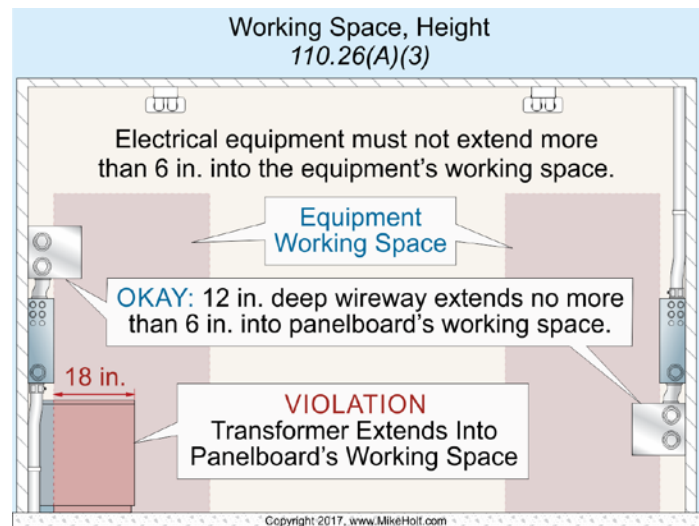 Working Space, Height
110.26(A)(3)
Electrical equipment must not extend more
than 6 in. into the equipment's working space.
Equipment
Working Space
OKAY: 12 in. deep wireway extends no more
than 6 in. into panelboard's working space.
18 in.
VIOLATION
Transformer Extends Into
Panelboard's Working Space
Copyright 2017, www.MikeHolt.com